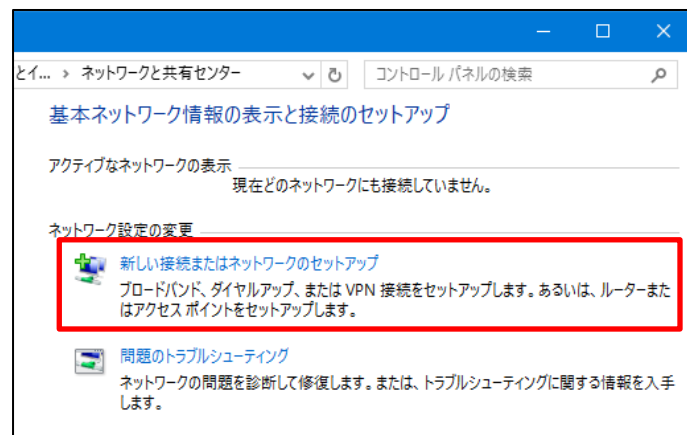 とイ... › ネットワークと共有センター
コントロール パネルの検索
基本ネットワーク情報の表示と接続のセットアップ
アクティブなネットワークの表示
現在どのネットワークにも接続していません。
ネットワーク設定の変更
新しい接続またはネットワークのセットアップ
ブロードバンド、ダイヤルアップ、または VPN 接続をセットアップします。あるいは、ルーターまた
はアクセス ポイントをセットアップします。
問題のトラブルシューティング
ネットワークの問題を診断して修復します。または、トラブルシューティングに関する情報を入手
します。